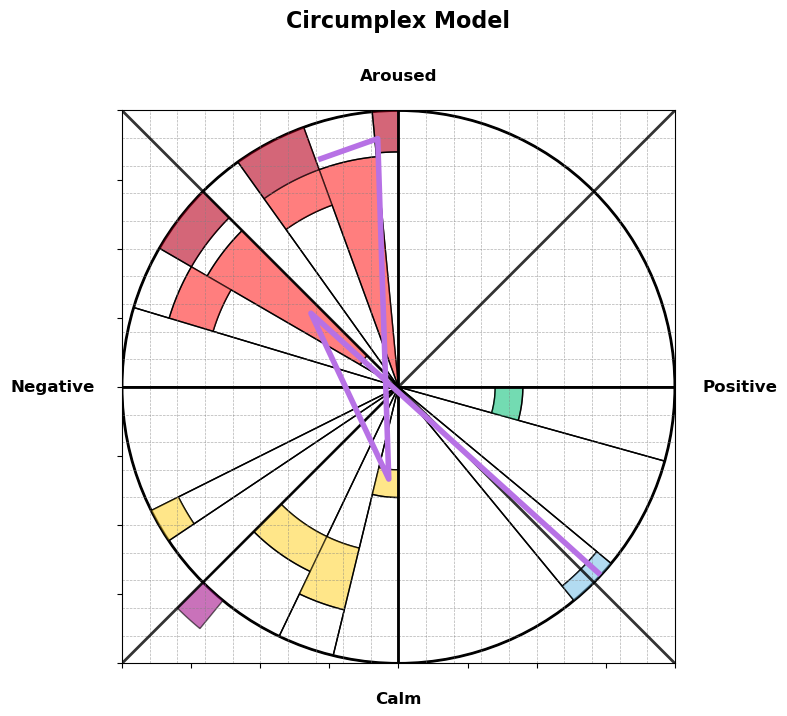 Circumplex Model
Aroused
Negative
Positive
Calm